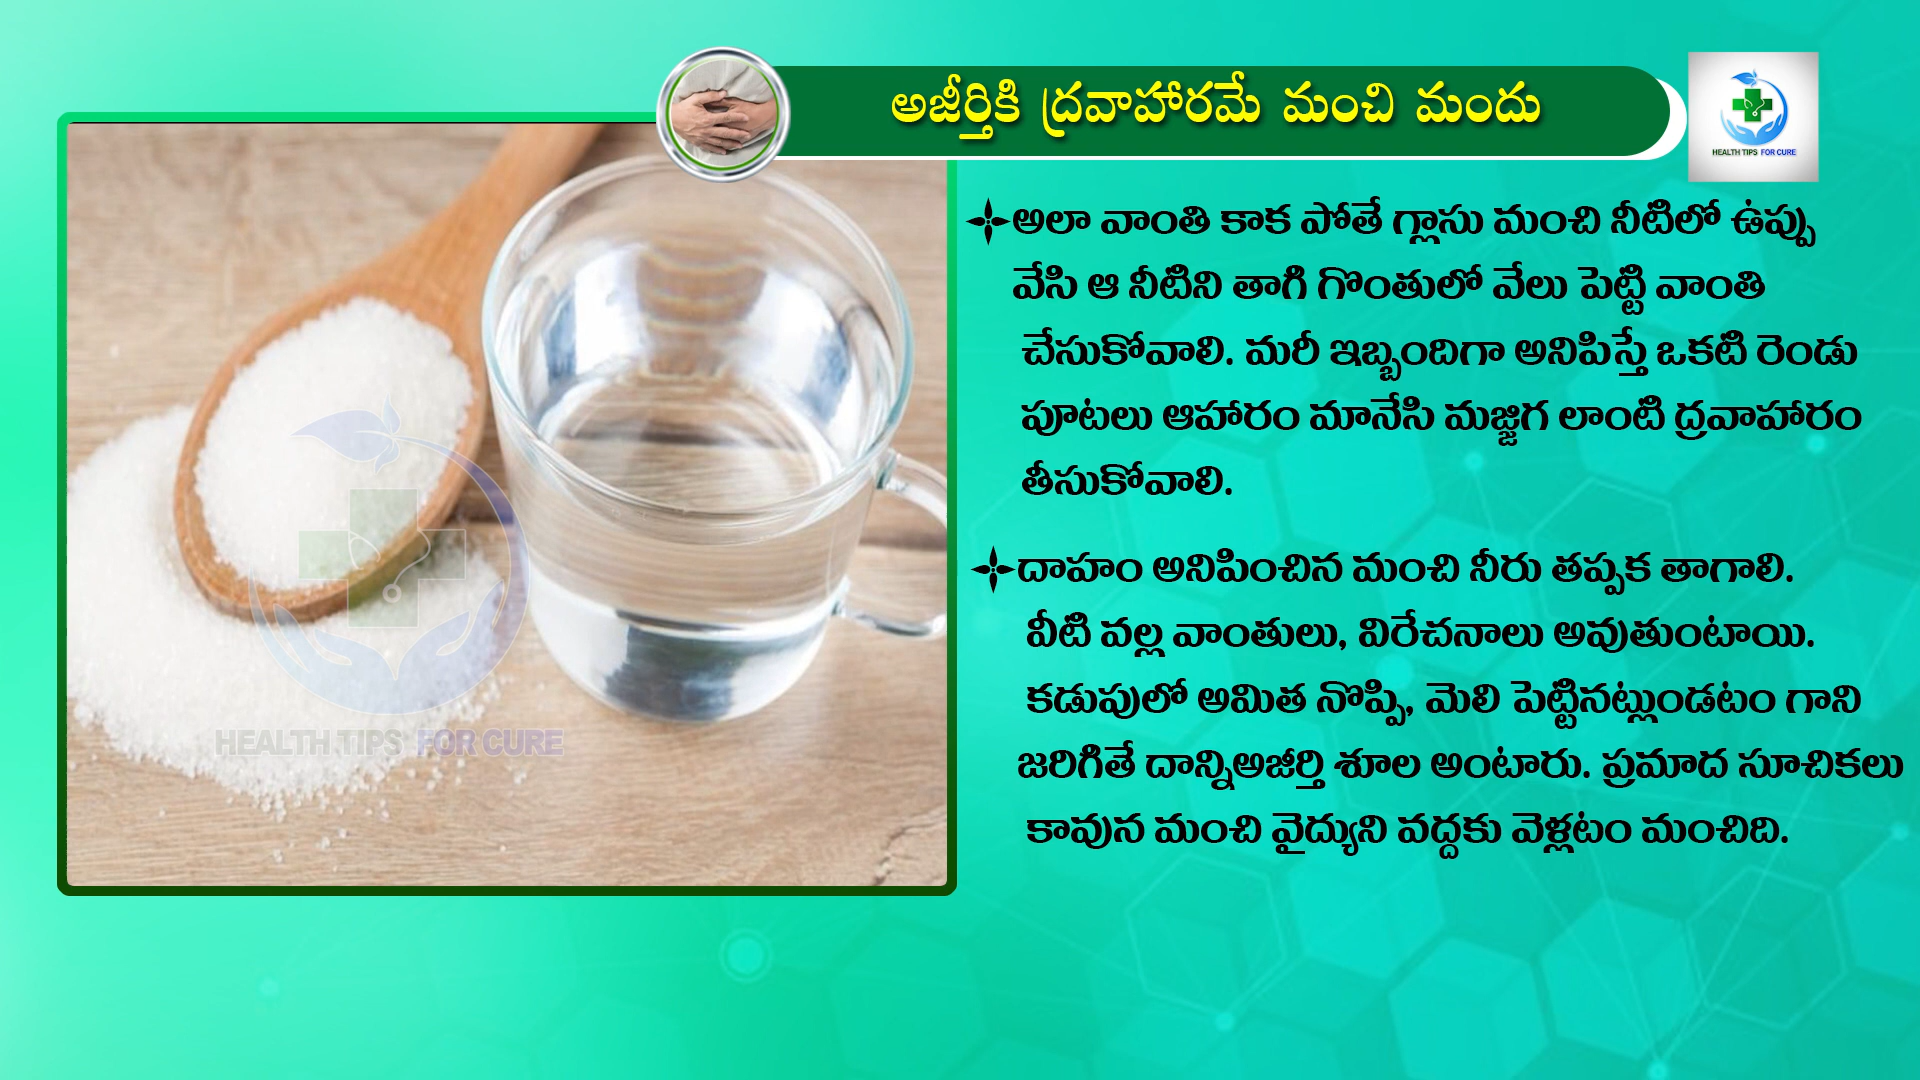 అజీర్తికి ద్రవాహారమే మంచి మందు
HEALTH TIPS FOR CURE
అలా వాంతి కాక పోతే గ్లాసు మంచి నీటిలో ఉప్పు
వేసి ఆ నీటిని తాగి గొంతులో వేలు పెట్టి వాంతి
చేసుకోవాలి. మరీ ఇబ్బందిగా అనిపిస్తే ఒకటి రెండు
పూటలు ఆహారం మానేసి మజ్జిగ లాంటి ద్రవాహారం
తీసుకోవాలి.
దాహం అనిపించిన మంచి నీరు తప్పక తాగాలి.
వీటి వల్ల వాంతులు, విరేచనాలు అవుతుంటాయి.
కడుపులో అమిత నొప్పి, మెలి పెట్టినట్లుండటం గాని
జరిగితే దాన్నిఅజీర్తి శూల అంటారు. ప్రమాద సూచికలు
కావున మంచి వైద్యుని వద్దకు వెళ్లటం మంచిది.
HEALTH TIPS FOR CURE